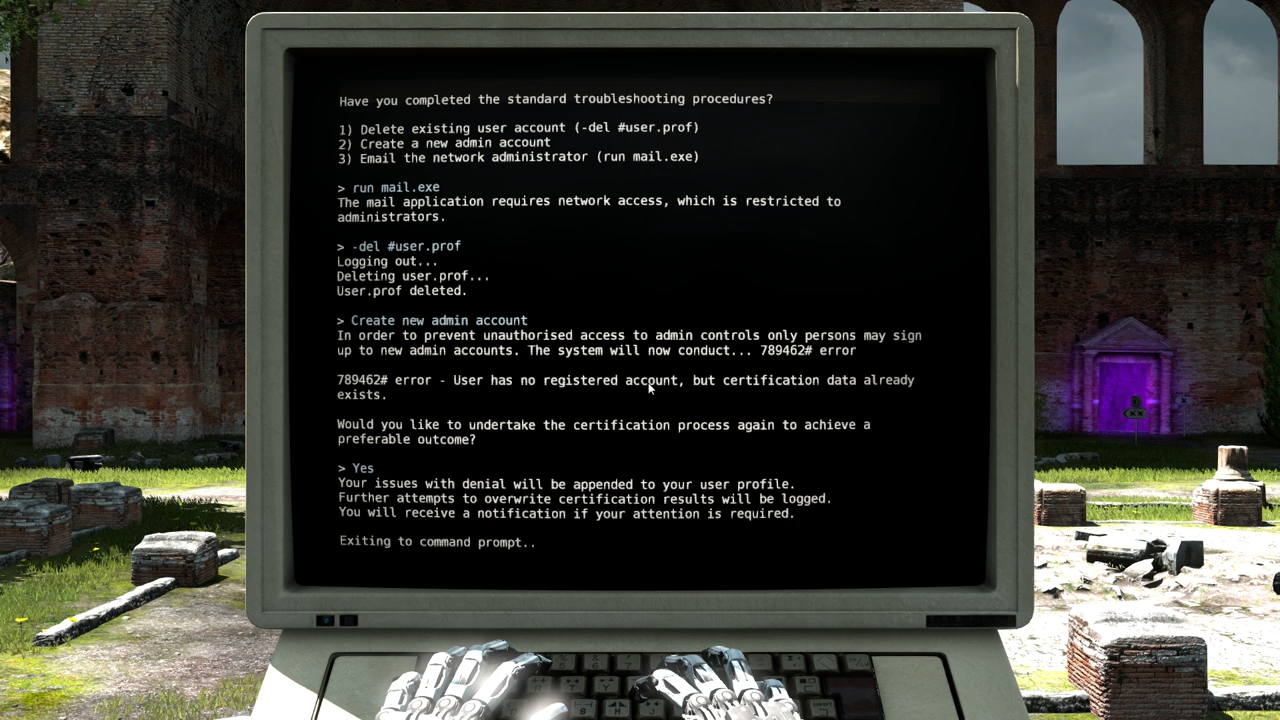 Have you completed the standard troubleshooting procedures?
1) Delete existing user account (-del #user.prof)
2) Create a new admin account
3) Email the network administrator (run mail.exe)
> run mail.exe
The mail application requires network access, which is restricted to
administrators.
> -del #user.prof
Logging out...
Deleting user.prof...
User.prof deleted.
> Create new admin account
In order to prevent unauthorised access to admin controls only persons may sign
up to new admin accounts. The system will now conduct... 789462# error
789462# error - User has no registered account, but certification data already
exists.
Would you like to undertake the certification process again to achieve a
preferable outcome?
> Yes
Your issues with denial will be appended to your user profile.
Further attempts to overwrite certification results will be logged.
You will receive a notification if your attention is required.
Exiting to command prompt..